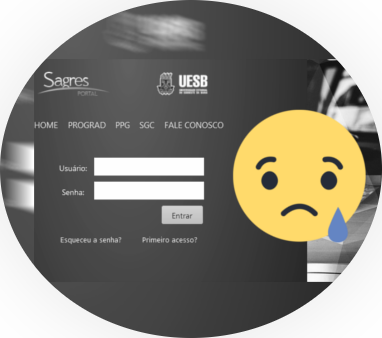 Sagres
PORTAL
UESB
HOME PROGRAD PPG SGC FALE CONOSCO
Usuário:
Senha:
Entrar
Esqueceu a senha? Primeiro acesso?